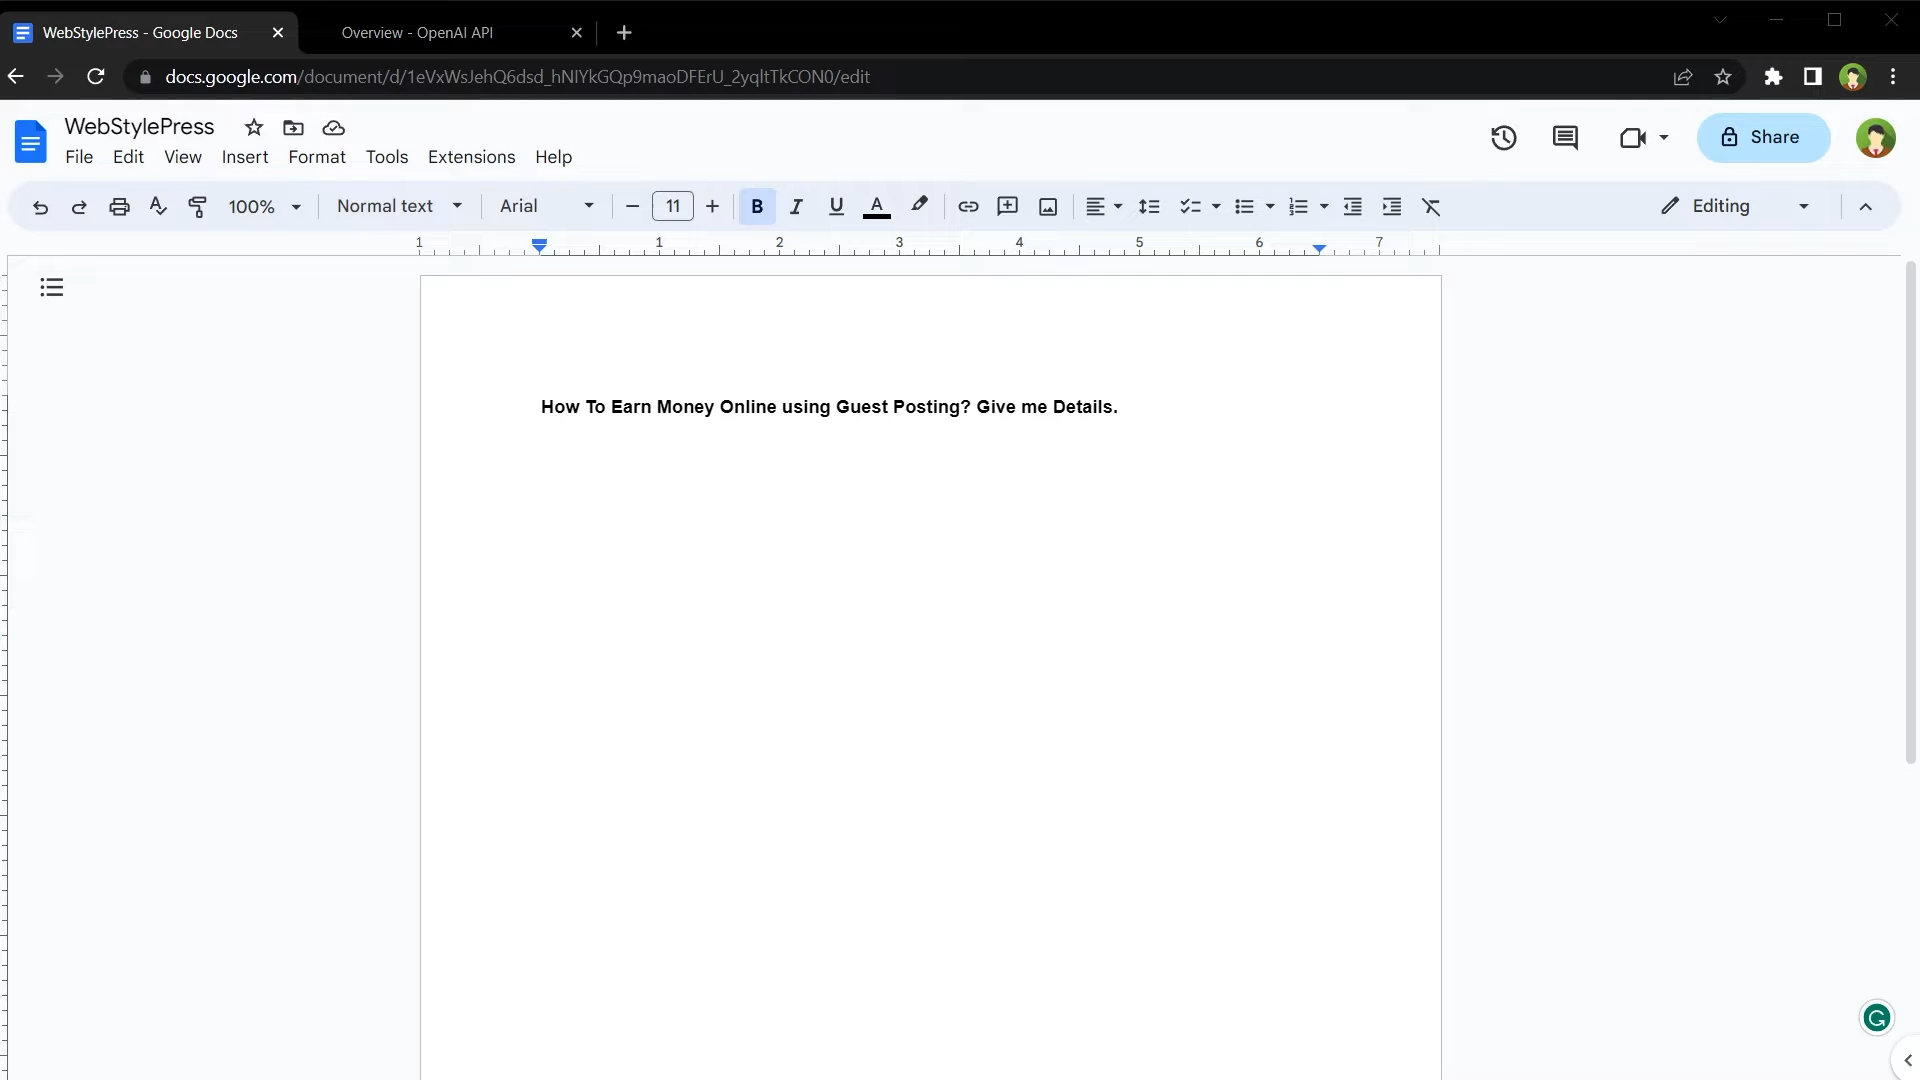 WebStylePress - Google Docs
Overview - OpenAI API
docs.google.com/document/d/1eVxWsJehQ6dsd_hNIYkGQp9maoDFErU_2yqltTkCON0/edit
WebStylePress
File Edit View Insert Format Tools Extensions Help
Share
100% Normal text Arial 11 B I U A Editing
1 1 2 3 4 5 6 7
How To Earn Money Online using Guest Posting? Give me Details.